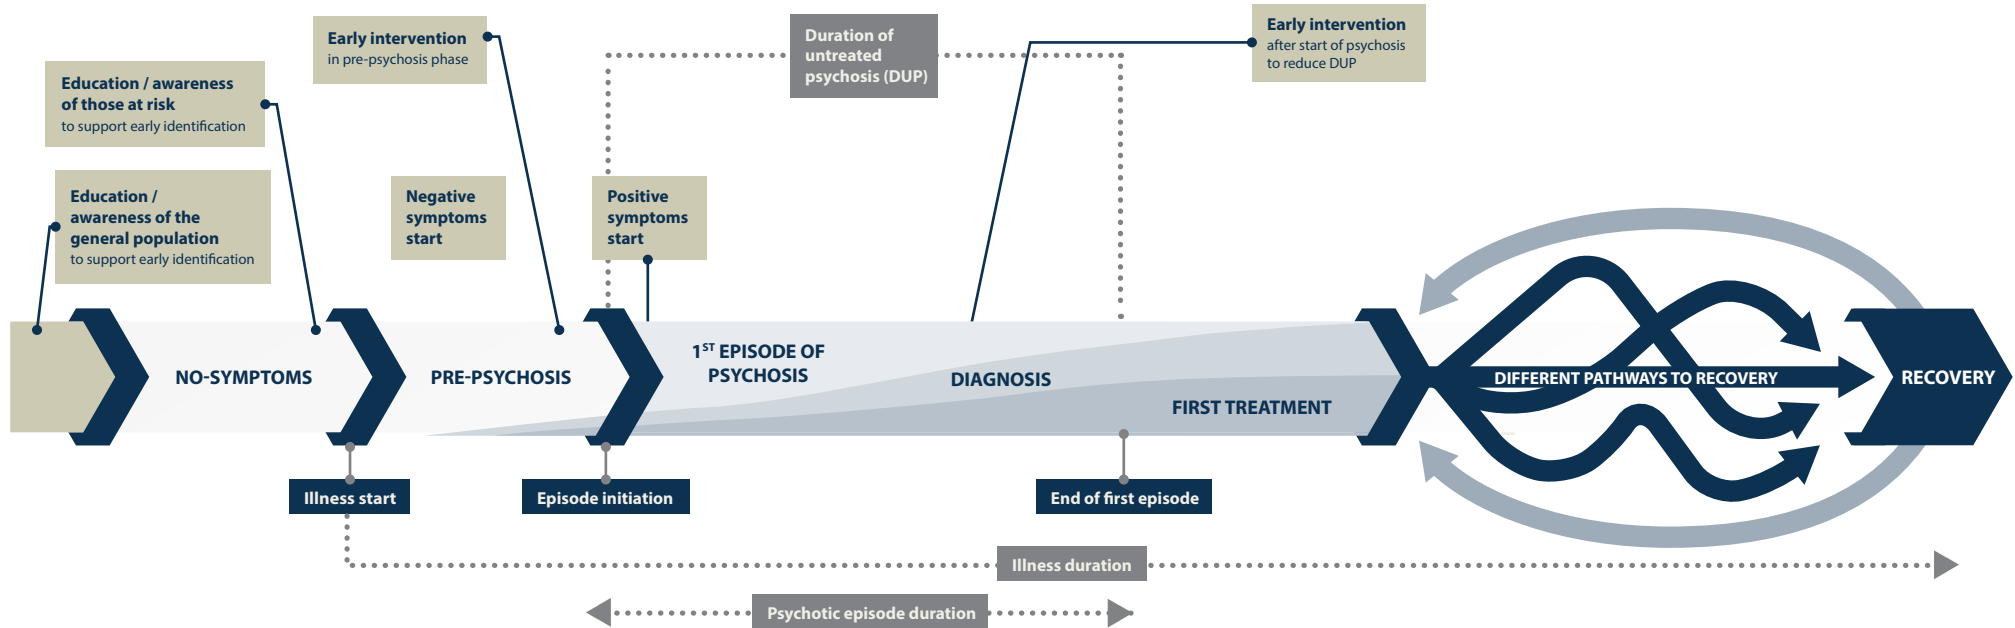 Education / awareness
of those at risk
to support early identification
Education /
awareness of the
general population
to support early identification
Early intervention
in pre-psychosis phase
Negative
symptoms
start
Positive
symptoms
start
Duration of
untreated
psychosis (DUP)
Early intervention
after start of psychosis
to reduce DUP
NO-SYMPTOMS
PRE-PSYCHOSIS
1ST EPISODE OF
PSYCHOSIS
DIAGNOSIS
FIRST TREATMENT
DIFFERENT PATHWAYS TO RECOVERY
RECOVERY
Illness start
Episode initiation
End of first episode
Illness duration
Psychotic episode duration